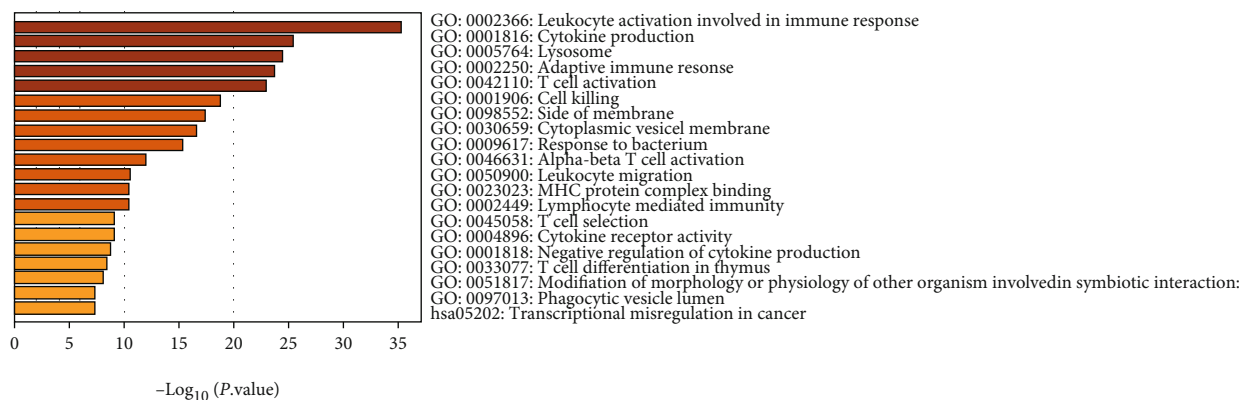 GO: 0002366: Leukocyte activation involved in immune response
GO: 0001816: Cytokine production
GO: 0005764: Lysosome
GO: 0002250: Adaptive immune resonse
GO: 0042110: T cell activation
GO: 0001906: Cell killing
GO: 0098552: Side of membrane
GO: 0030659: Cytoplasmic vesicel membrane
GO: 0009617: Response to bacterium
GO: 0046631: Alpha-beta T cell activation
GO: 0050900: Leukocyte migration
GO: 0023023: MHC protein complex binding
GO: 0002449: Lymphocyte mediated immunity
GO: 0045058: T cell selection
GO: 0004896: Cytokine receptor activity
GO: 0001818: Negative regulation of cytokine production
GO: 0033077: T cell differentiation in thymus
GO: 0051817: Modifiation of morphology or physiology of other organism involvedin symbiotic interaction:
GO: 0097013: Phagocytic vesicle lumen
hsa05202: Transcriptional misregulation in cancer
0 5 10 15 20 25 30 35
–Log10 (P.value)